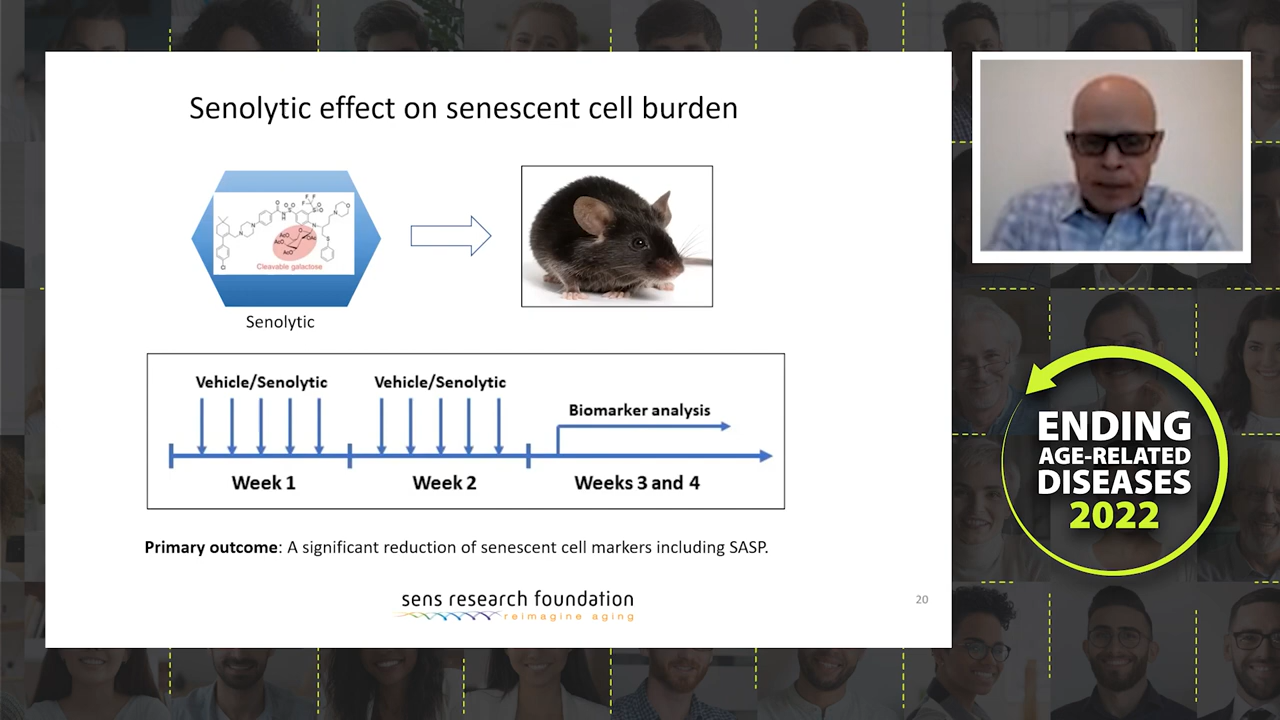 Senolytic effect on senescent cell burden
Cleavable galactose
Senolytic
Vehicle/Senolytic
Vehicle/Senolytic
Biomarker analysis
Week 1
Week 2
Weeks 3 and 4
Primary outcome: A significant reduction of senescent cell markers including SASP.
sens research foundation
reimagine aging
20
ENDING
AGE-RELATED
DISEASES
2022